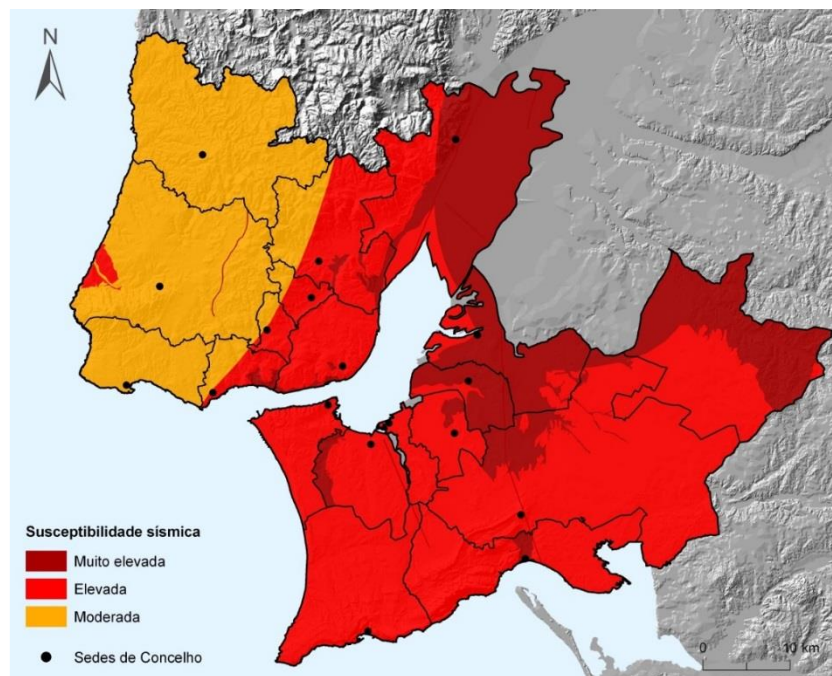 N
Susceptibilidade sísmica
Muito elevada
Elevada
Moderada
Sedes de Concelho
0 10 km